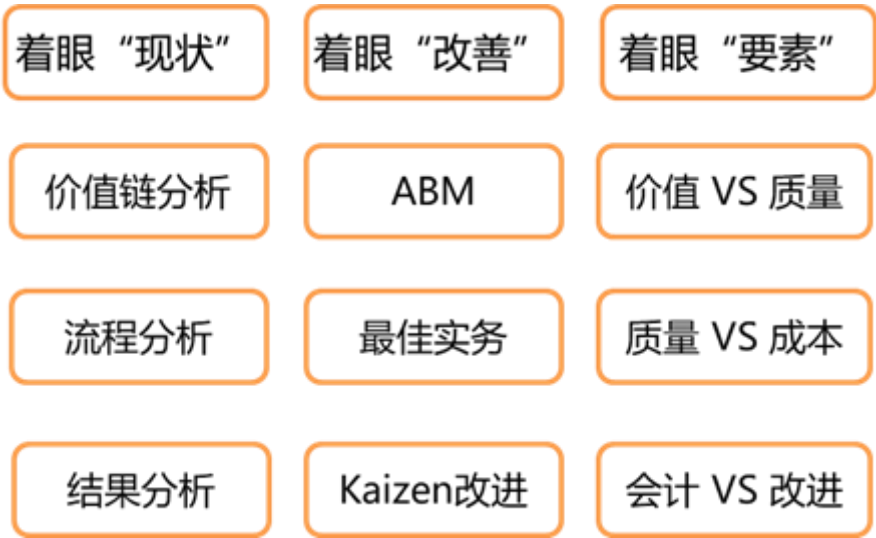 着眼“现状”
着眼“改善”
着眼“要素”
价值链分析
ABM
价值 VS 质量
流程分析
最佳实务
质量 VS 成本
结果分析
Kaizen改进
会计 VS 改进